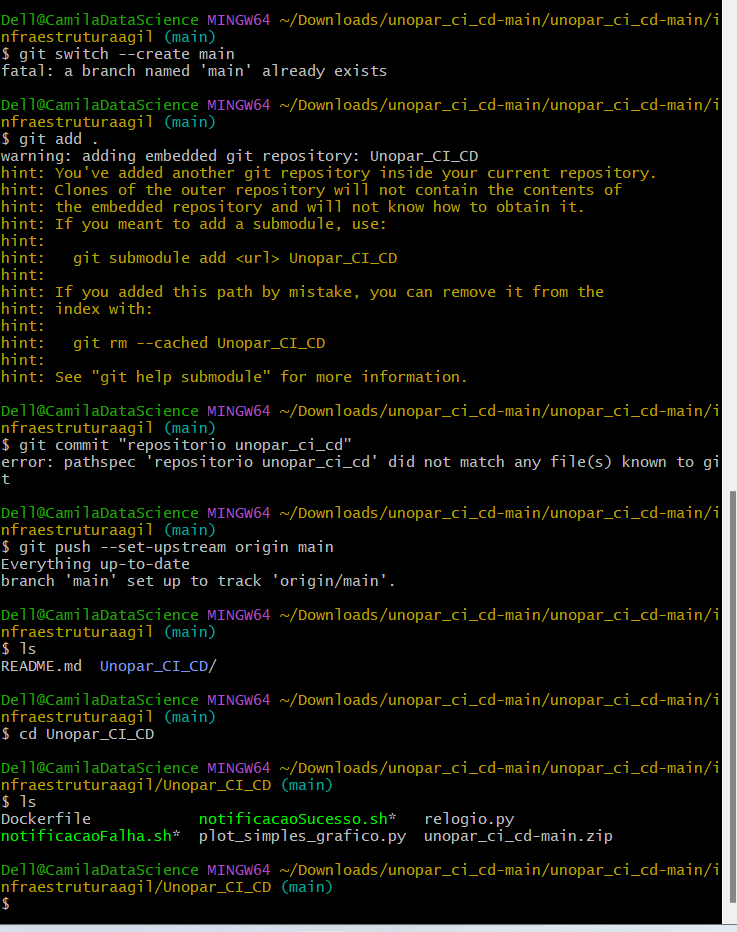 Dell@CamilaDataScience MINGW64 ~/Downloads/unopar_ci_cd-main/unopar_ci_cd-main/i
nfraestruturaagil (main)
$ git switch --create main
fatal: a branch named 'main' already exists

Dell@CamilaDataScience MINGW64 ~/Downloads/unopar_ci_cd-main/unopar_ci_cd-main/i
nfraestruturaagil (main)
$ git add .
warning: adding embedded git repository: Unopar_CI_CD
hint: You've added another git repository inside your current repository.
hint: Clones of the outer repository will not contain the contents of
hint: the embedded repository and will not know how to obtain it.
hint: If you meant to add a submodule, use:
hint:
hint:   git submodule add <url> Unopar_CI_CD
hint:
hint: If you added this path by mistake, you can remove it from the
hint: index with:
hint:
hint:   git rm --cached Unopar_CI_CD
hint:
hint: See "git help submodule" for more information.

Dell@CamilaDataScience MINGW64 ~/Downloads/unopar_ci_cd-main/unopar_ci_cd-main/i
nfraestruturaagil (main)
$ git commit "repositorio unopar_ci_cd"
error: pathspec 'repositorio unopar_ci_cd' did not match any file(s) known to gi
t

Dell@CamilaDataScience MINGW64 ~/Downloads/unopar_ci_cd-main/unopar_ci_cd-main/i
nfraestruturaagil (main)
$ git push --set-upstream origin main
Everything up-to-date
branch 'main' set up to track 'origin/main'.

Dell@CamilaDataScience MINGW64 ~/Downloads/unopar_ci_cd-main/unopar_ci_cd-main/i
nfraestruturaagil (main)
$ ls
README.md  Unopar_CI_CD/

Dell@CamilaDataScience MINGW64 ~/Downloads/unopar_ci_cd-main/unopar_ci_cd-main/i
nfraestruturaagil (main)
$ cd Unopar_CI_CD

Dell@CamilaDataScience MINGW64 ~/Downloads/unopar_ci_cd-main/unopar_ci_cd-main/i
nfraestruturaagil/Unopar_CI_CD (main)
$ ls
Dockerfile            notificacaoSucesso.sh*   relogio.py
notificacaoFalha.sh*  plot_simples_grafico.py  unopar_ci_cd-main.zip

Dell@CamilaDataScience MINGW64 ~/Downloads/unopar_ci_cd-main/unopar_ci_cd-main/i
nfraestruturaagil/Unopar_CI_CD (main)
$